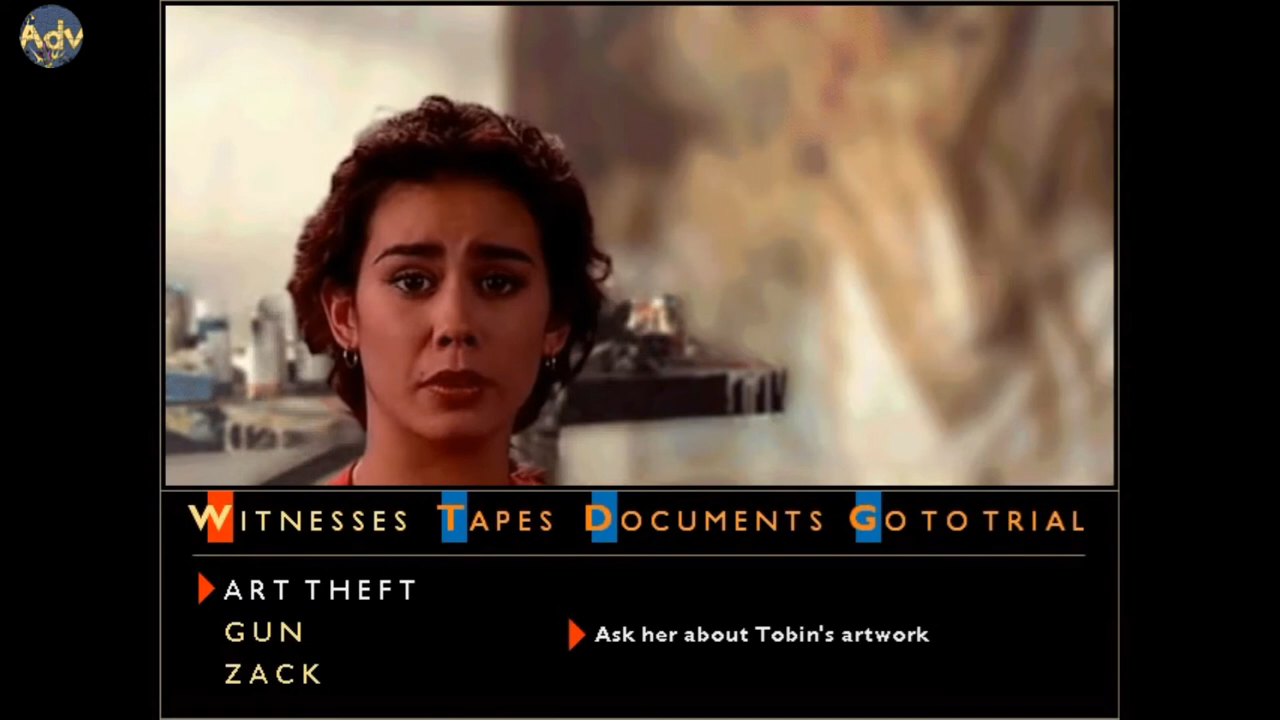 Adv
WITNESSES TAPES DOCUMENTS GO TO TRIAL
ART THEFT
GUN
Ask her about Tobin's artwork
ZACK